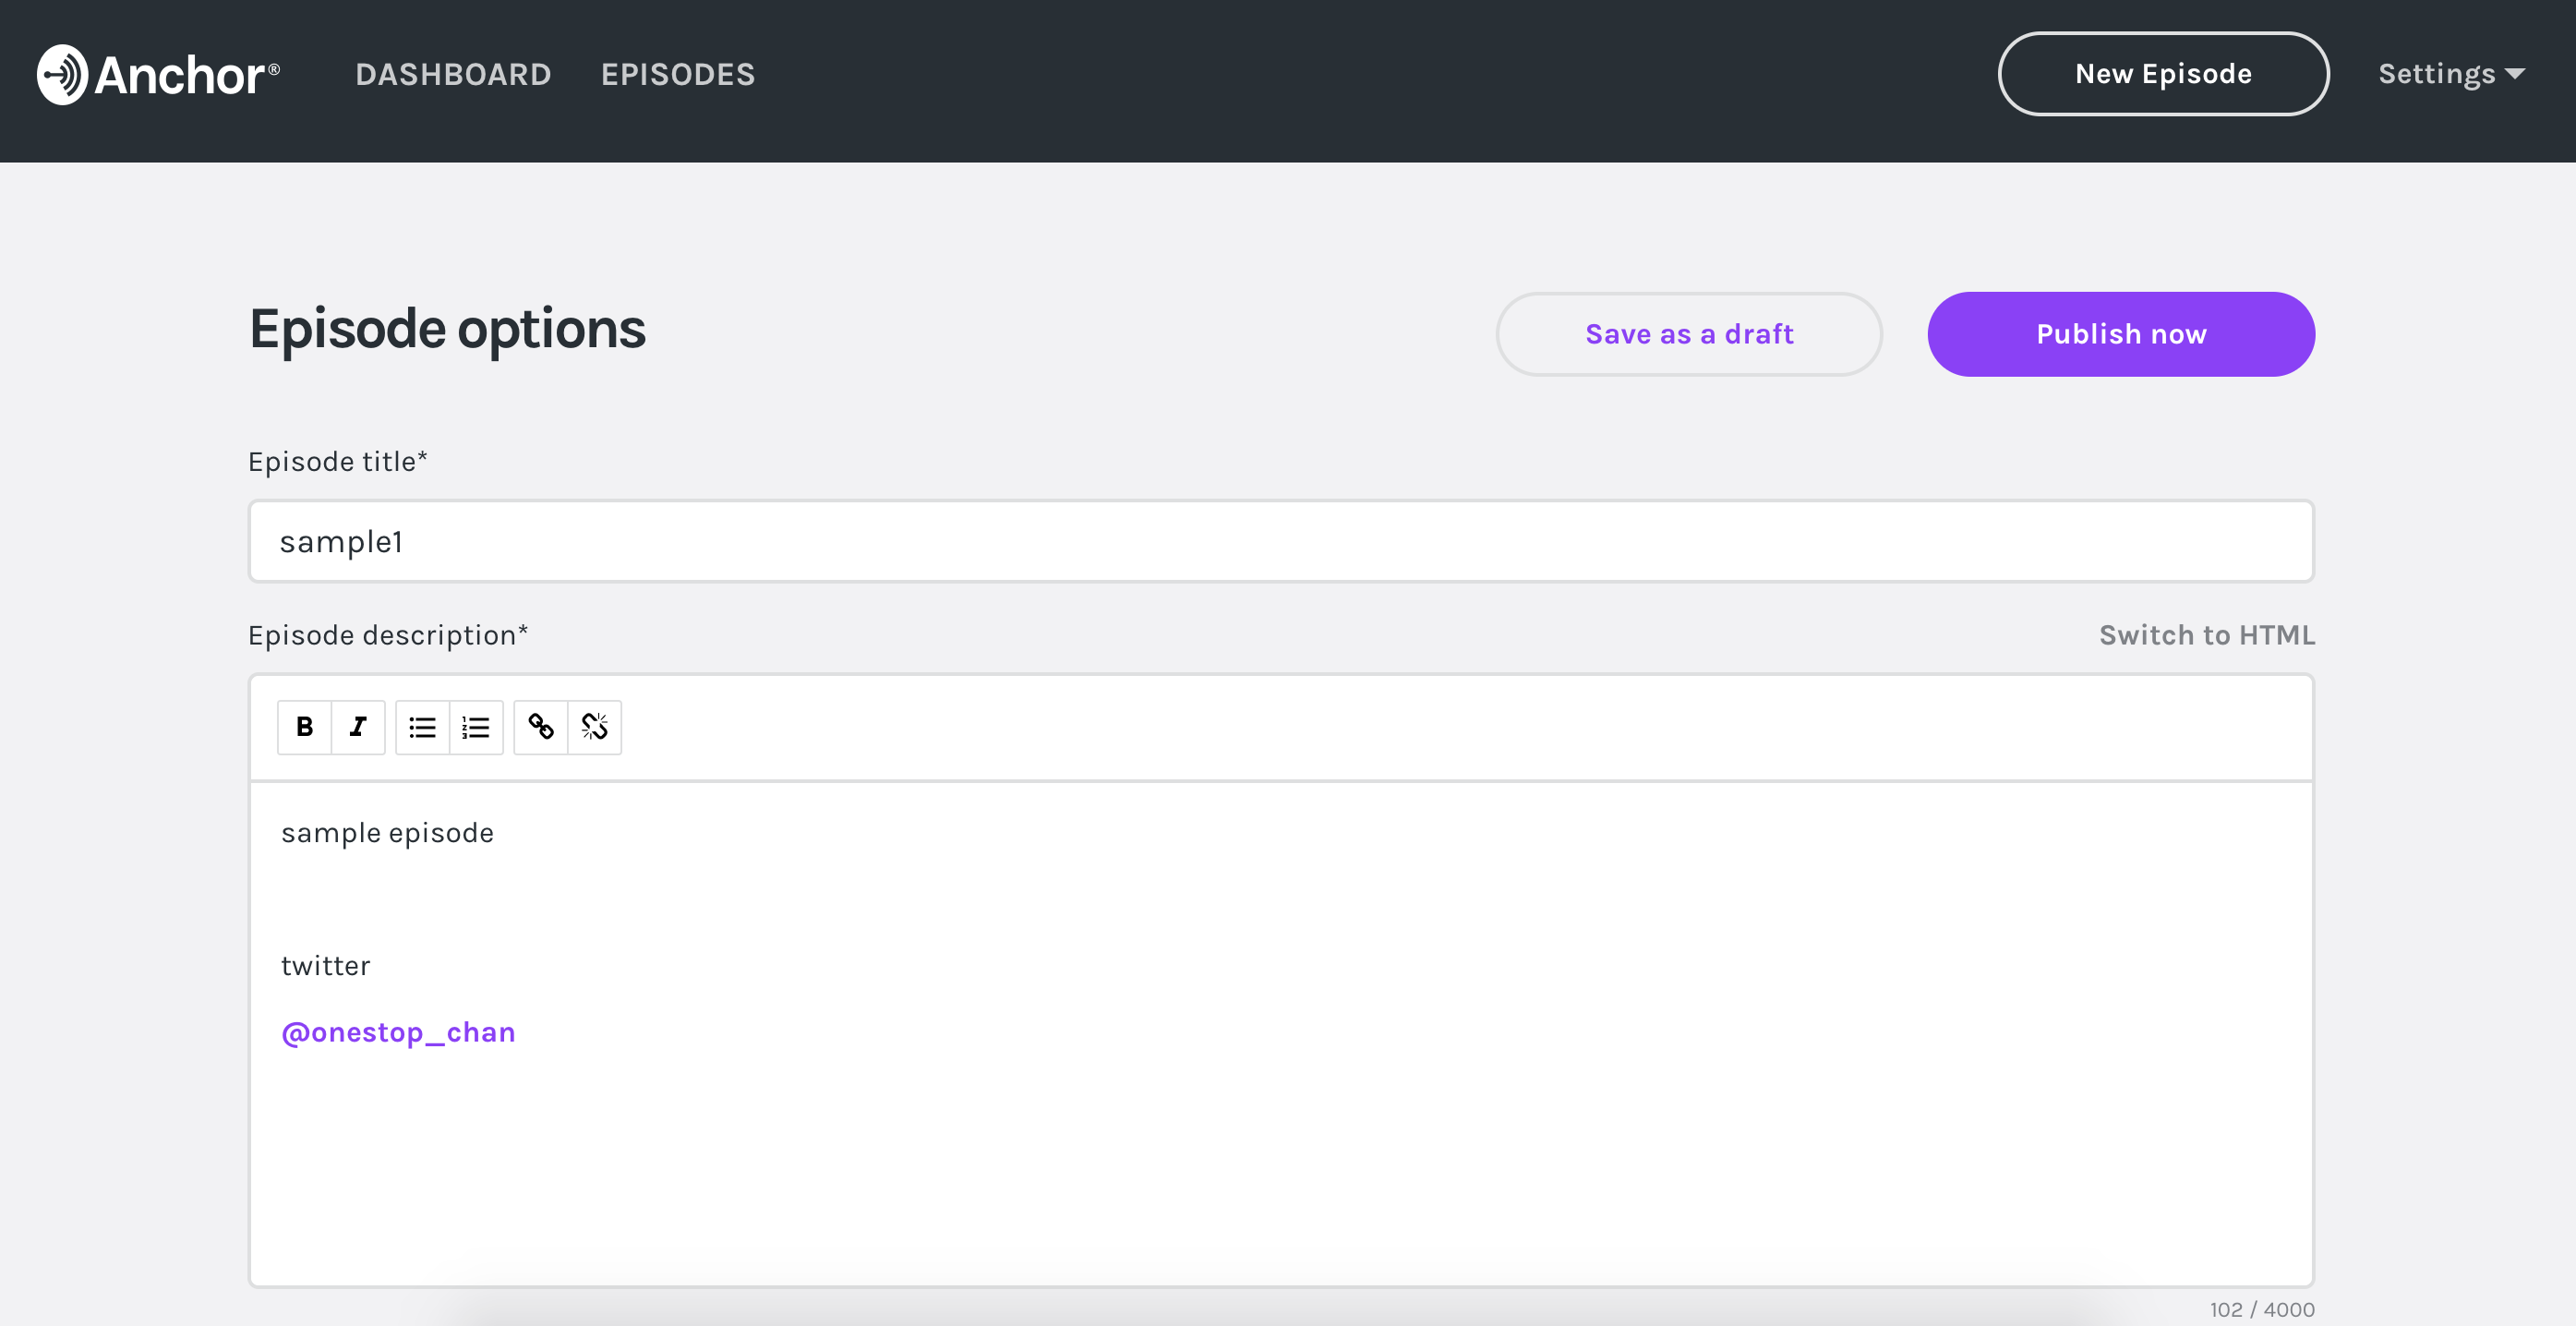 Anchor®
DASHBOARD
EPISODES
New Episode
Settings
Episode options
Save as a draft
Publish now
Episode title*
sample1
Episode description*
Switch to HTML
B
I
sample episode
twitter
@onestop_chan
102 / 4000